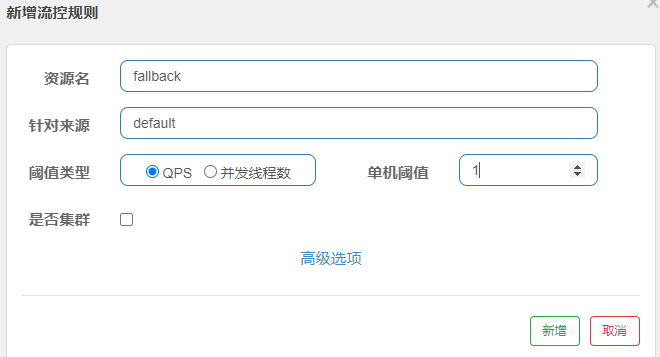 新增流控规则
资源名 fallback
针对来源 default
阈值类型 QPS 并发线程数 单机阈值 1
是否集群
高级选项
新增 取消